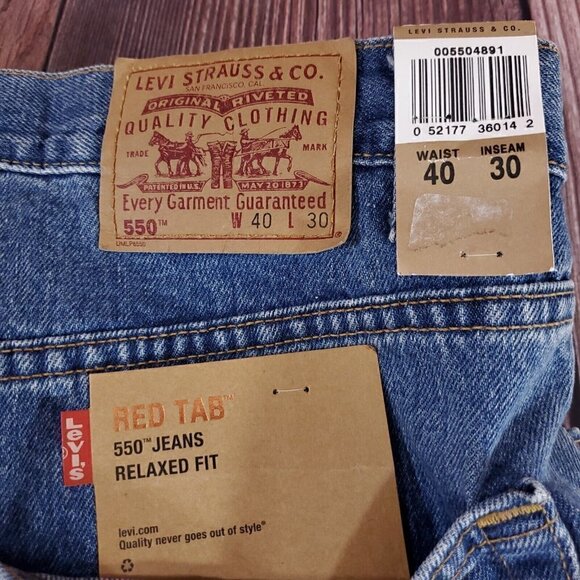 LEVI STRAUSS & CO.
SAN FRANCISCO, CAL.
ORIGINAL RIVETED
QUALITY CLOTHING
TRADE MARK
PATENTED IN U.S. MAY 20 1873
Every Garment Guaranteed
550™ W 40 L 30
LEVI STRAUSS & CO.
005504891
0 52177 36014 2
WAIST INSEAM
40 30
Levi's
RED TAB™
550™ JEANS
RELAXED FIT
levi.com
Quality never goes out of style®